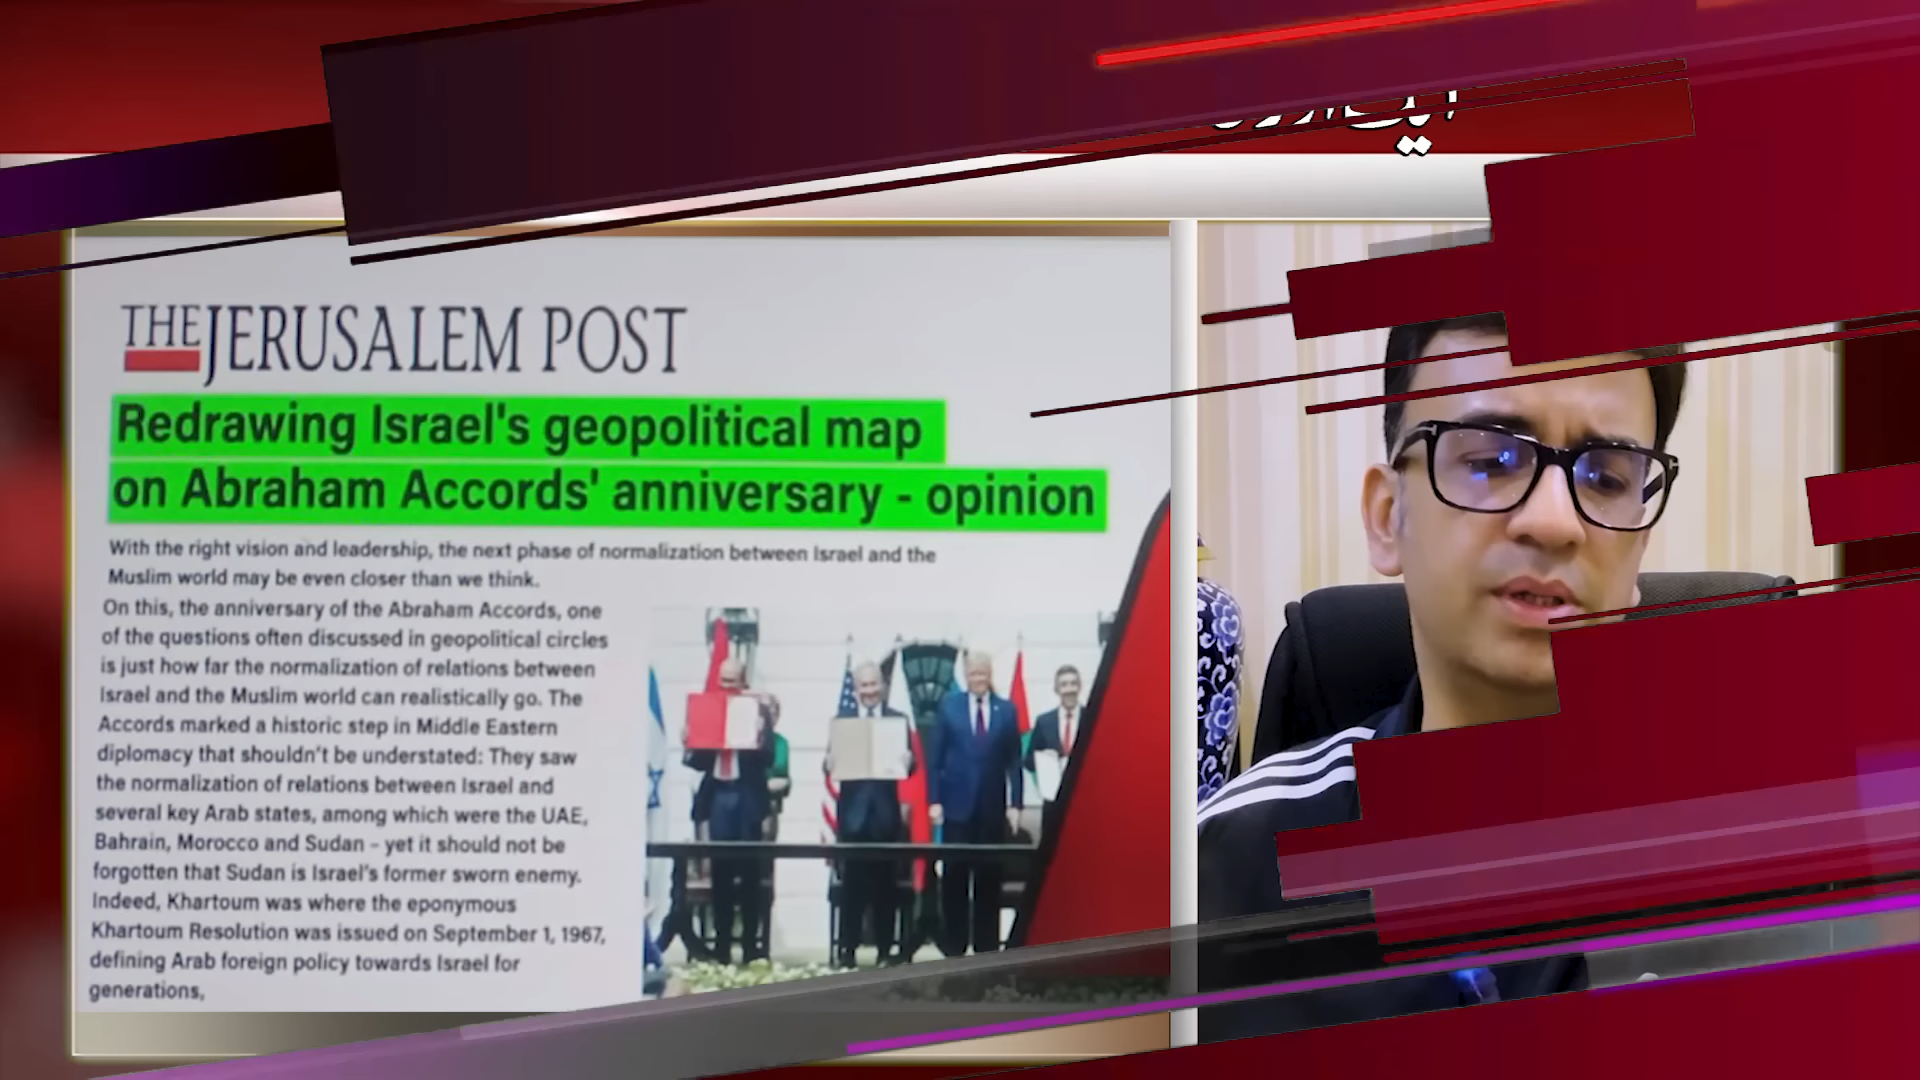 THE JERUSALEM POST
Redrawing Israel's geopolitical map
on Abraham Accords' anniversary - opinion
With the right vision and leadership, the next phase of normalization between Israel and the
Muslim world may be even closer than we think.
On this, the anniversary of the Abraham Accords, one
of the questions often discussed in geopolitical circles
is just how far the normalization of relations between
Israel and the Muslim world can realistically go. The
Accords marked a historic step in Middle Eastern
diplomacy that shouldn't be understated: They saw
the normalization of relations between Israel and
several key Arab states, among which were the UAE,
Bahrain, Morocco and Sudan – yet it should not be
forgotten that Sudan is Israel's former sworn enemy.
Indeed, Khartoum was where the eponymous
Khartoum Resolution was issued on September 1, 1967,
defining Arab foreign policy towards Israel for
generations,